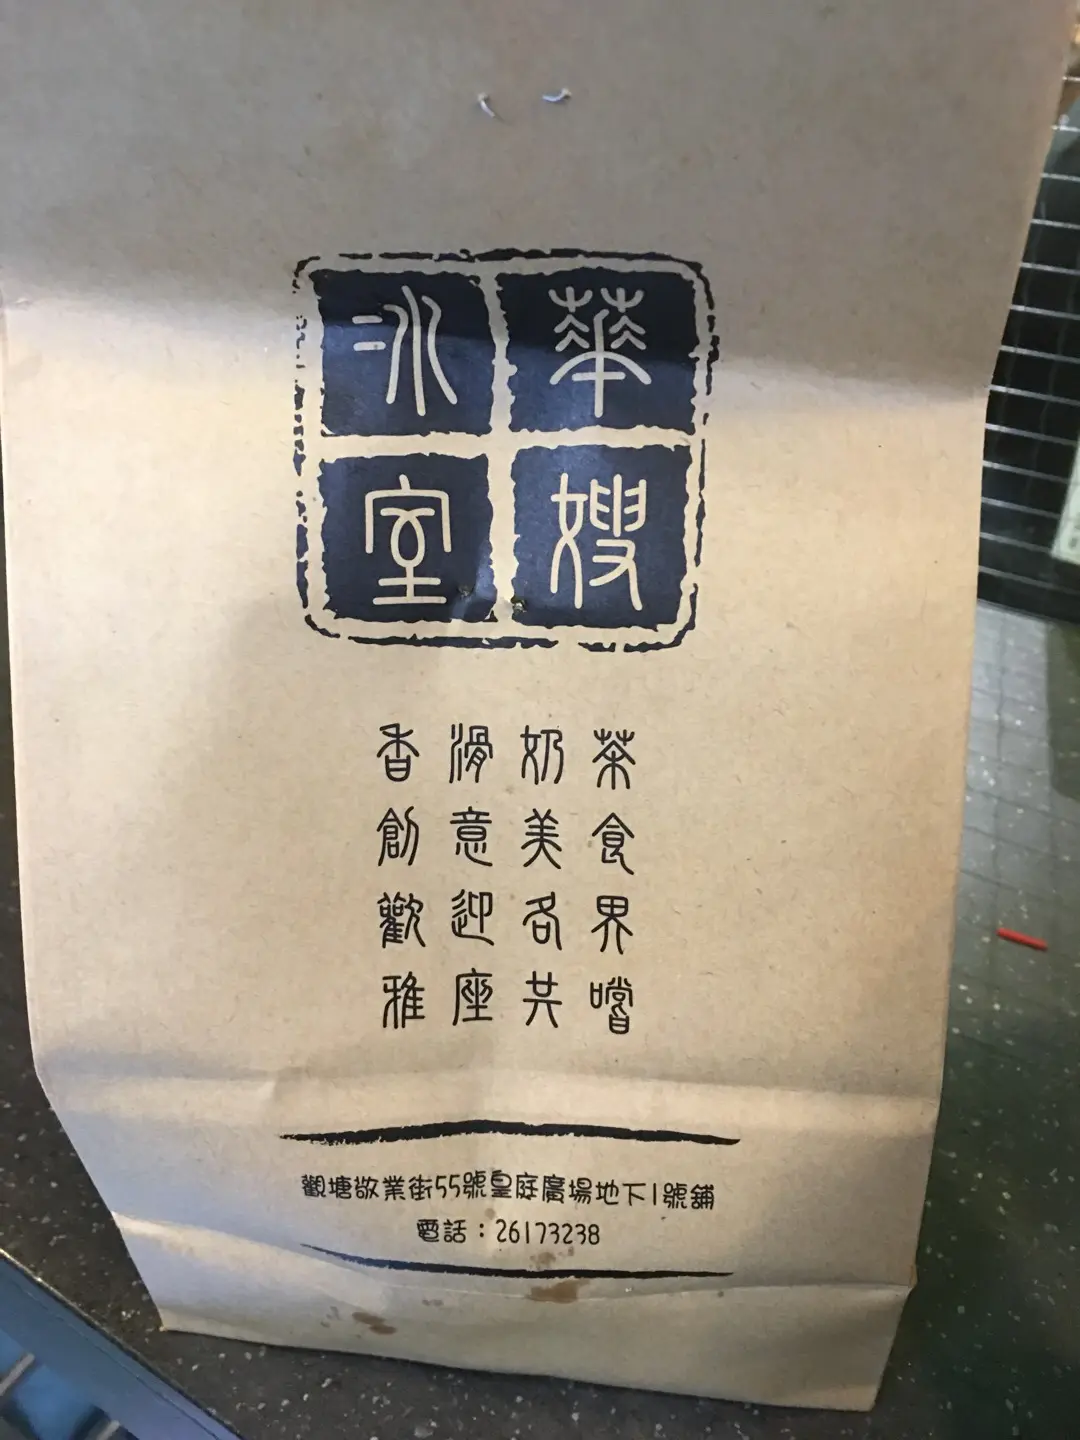 華嫂
冰室
香滑奶茶
創意美食
歡迎各界
雅座共嚐
觀塘敬業街55號皇庭廣場地下1號舖
電話：26173238